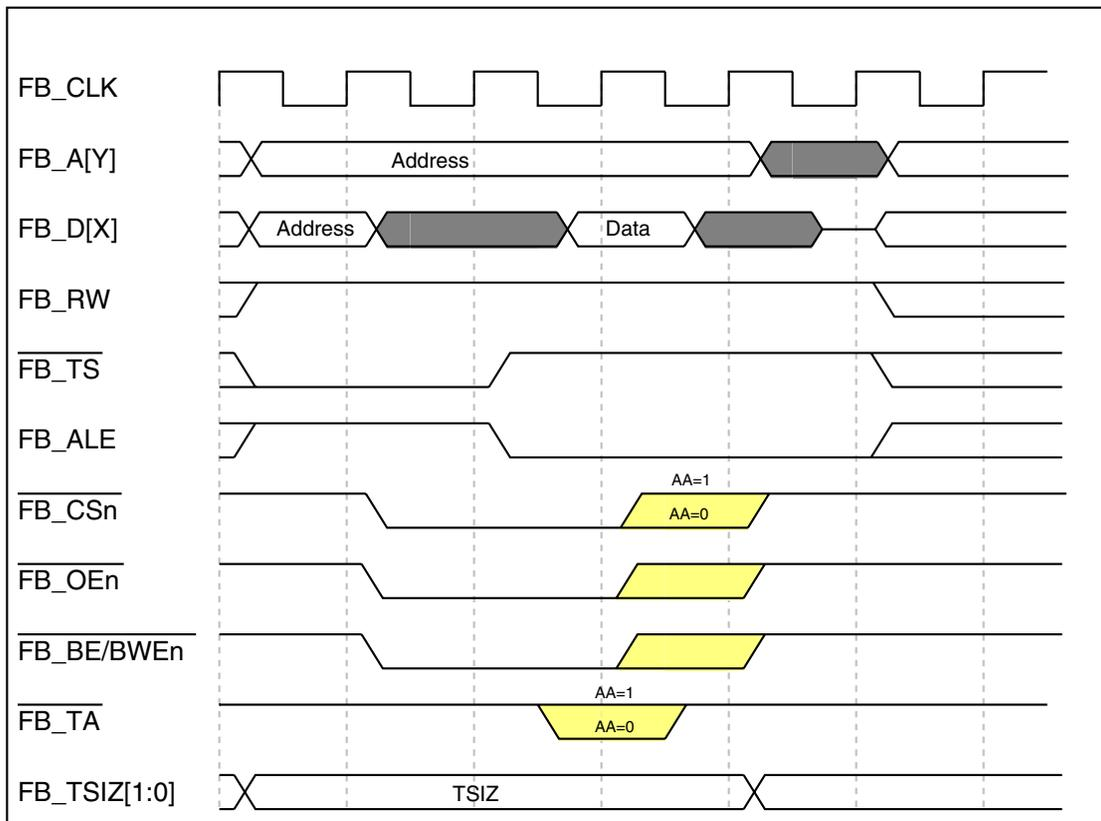 FB_CLK
FB_A[Y]
Address
FB_D[X]
Address
Data
FB_RW
FB_TS
FB_ALE
AA=1
FB_CSn
AA=0
FB_OEn
FB_BE/BWEn
AA=1
FB_TA
AA=0
FB_TSIZ[1:0]
TSIZ